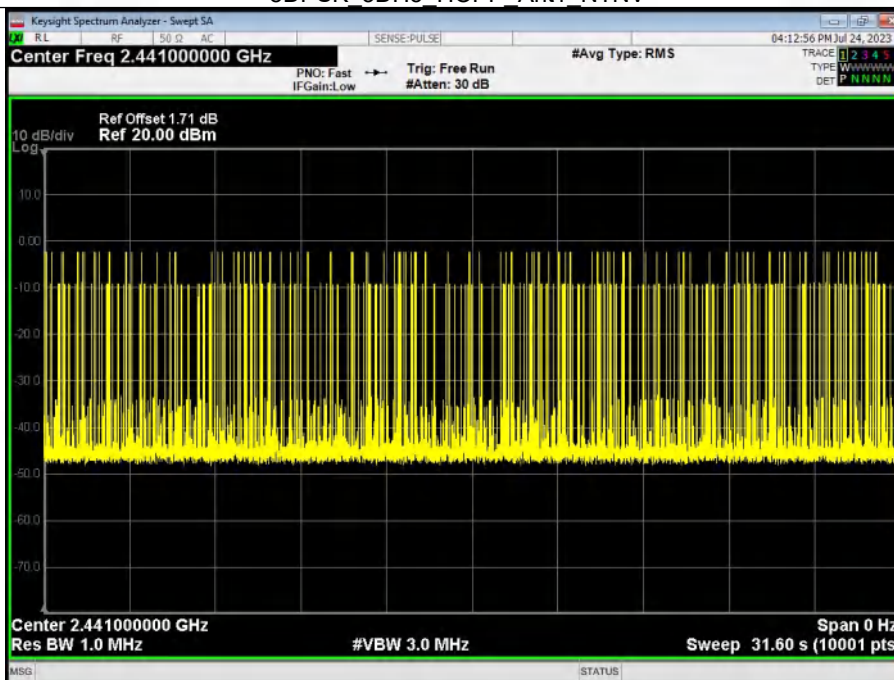 Keysight Spectrum Analyzer - Swept SA
RL RF 50 Ω AC SENSE:PULSE 04:12:56 PM Jul 24, 2023
Center Freq 2.441000000 GHz #Avg Type: RMS TRACE 1 2 3 4 5
PNO: Fast Trig: Free Run TYPE W
IFGain:Low #Atten: 30 dB DET P N N N N
Ref Offset 1.71 dB
10 dB/div Ref 20.00 dBm
Log
10.0
0.00
-10.0
-20.0
-30.0
-40.0
-50.0
-60.0
-70.0
Center 2.441000000 GHz Span 0 Hz
Res BW 1.0 MHz #VBW 3.0 MHz Sweep 31.60 s (10001 pts
MSG STATUS